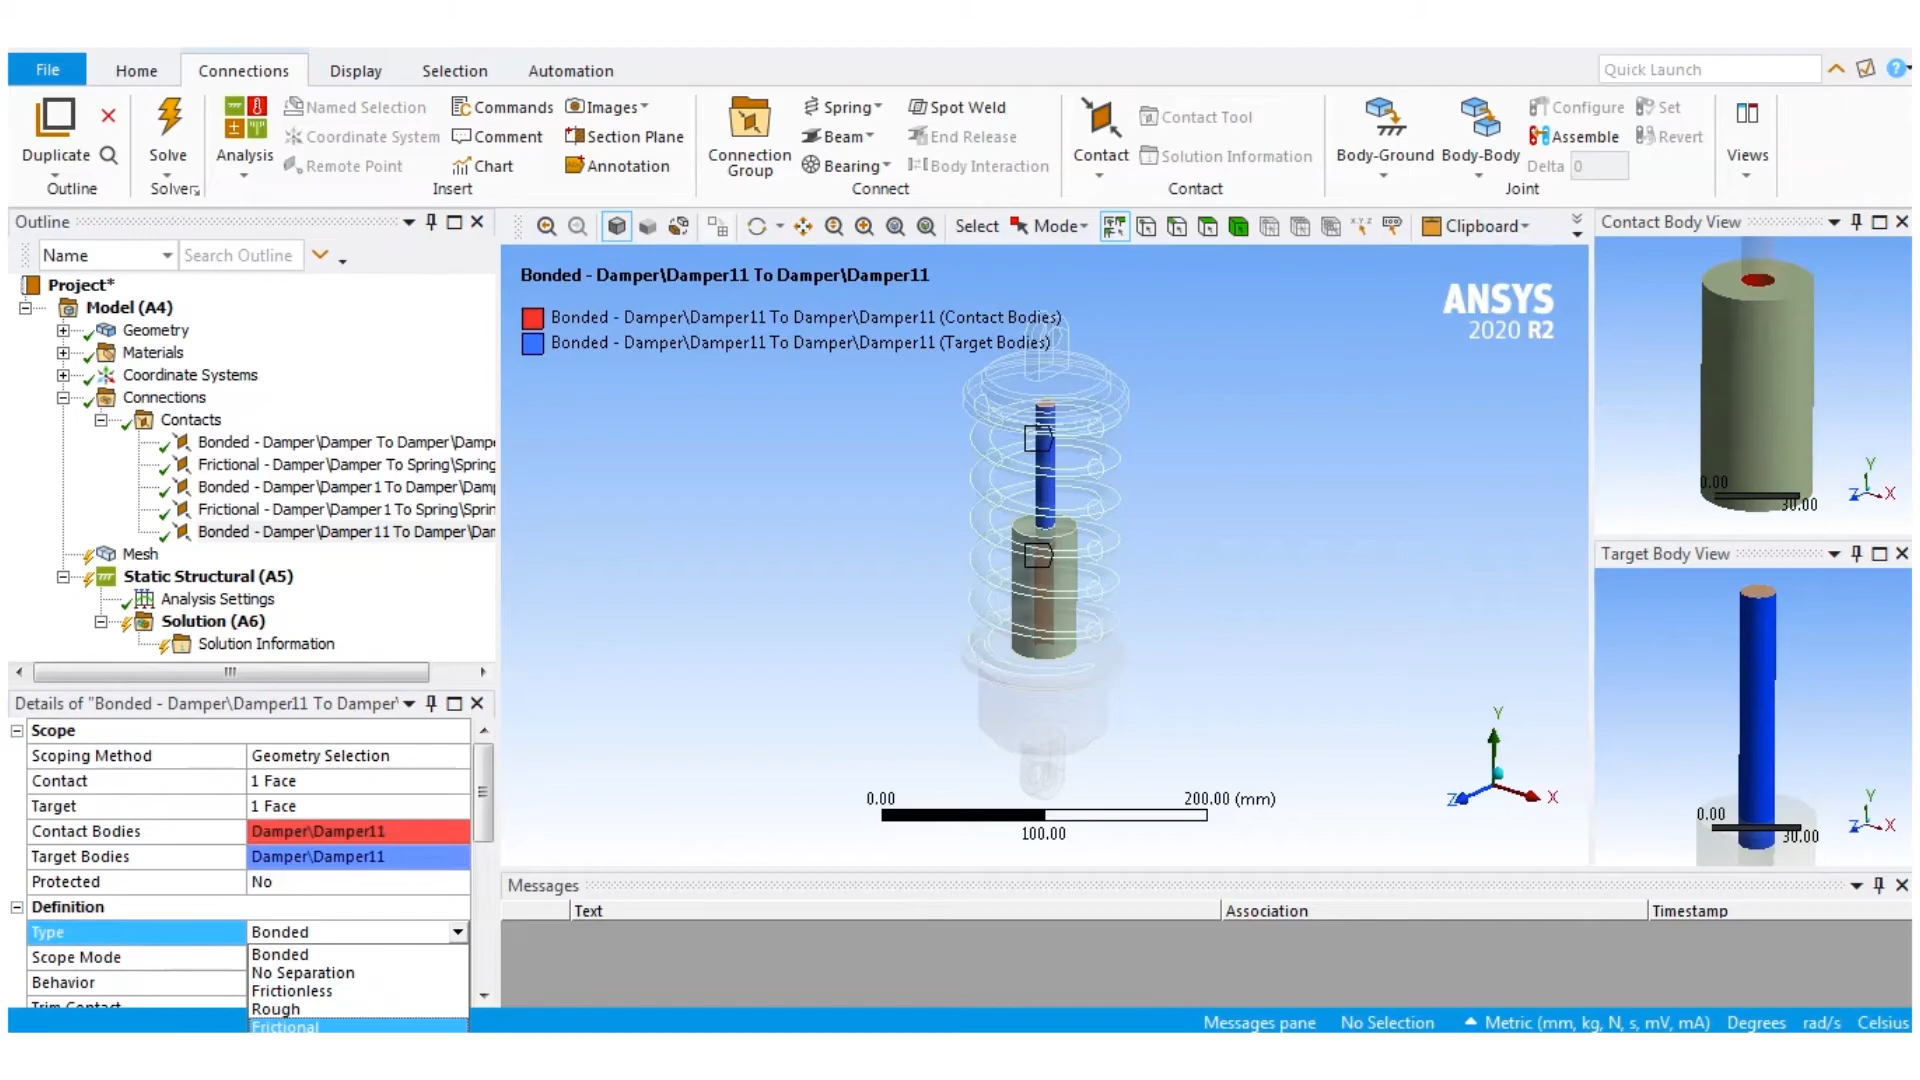 File
Home
Connections
Display
Selection
Automation
Quick Launch
Duplicate
Outline
Solve
Solver
Analysis
Named Selection
Coordinate System
Remote Point
Commands
Comment
Chart
Images
Section Plane
Annotation
Insert
Connection
Group
Spring
Beam
Bearing
Spot Weld
End Release
Body Interaction
Connect
Contact
Contact Tool
Solution Information
Contact
Body-Ground
Body-Body
Configure
Assemble
Delta 0
Set
Revert
Joint
Views
Outline
Name
Search Outline
Project*
Model (A4)
Geometry
Materials
Coordinate Systems
Connections
Contacts
Bonded - Damper\Damper To Damper\Dampe
Frictional - Damper\Damper To Spring\Spring
Bonded - Damper\Damper1 To Damper\Dam
Frictional - Damper\Damper1 To Spring\Sprin
Bonded - Damper\Damper11 To Damper\Dar
Mesh
Static Structural (A5)
Analysis Settings
Solution (A6)
Solution Information
Details of "Bonded - Damper\Damper11 To Damper\
Scope
Scoping Method Geometry Selection
Contact 1 Face
Target 1 Face
Contact Bodies Damper\Damper11
Target Bodies Damper\Damper11
Protected No
Definition
Type Bonded
Scope Mode
Behavior
Trim Contact
Bonded
No Separation
Frictionless
Rough
Frictional
Select
Mode
Clipboard
Bonded - Damper\Damper11 To Damper\Damper11
Bonded - Damper\Damper11 To Damper\Damper11 (Contact Bodies)
Bonded - Damper\Damper11 To Damper\Damper11 (Target Bodies)
ANSYS
2020 R2
0.00
200.00 (mm)
100.00
Y
Z
X
Contact Body View
0.00
30.00
Y
Z
X
Target Body View
0.00
30.00
Y
Z
X
Messages
Text
Association
Timestamp
Messages pane
No Selection
Metric (mm, kg, N, s, mV, mA)
Degrees
rad/s
Celsius